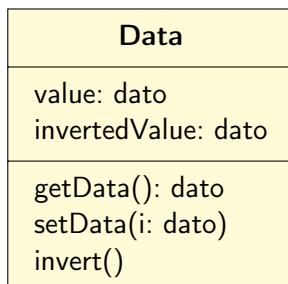 Data
value: dato
invertedValue: dato
getData(): dato
setData(i: dato)
invert()